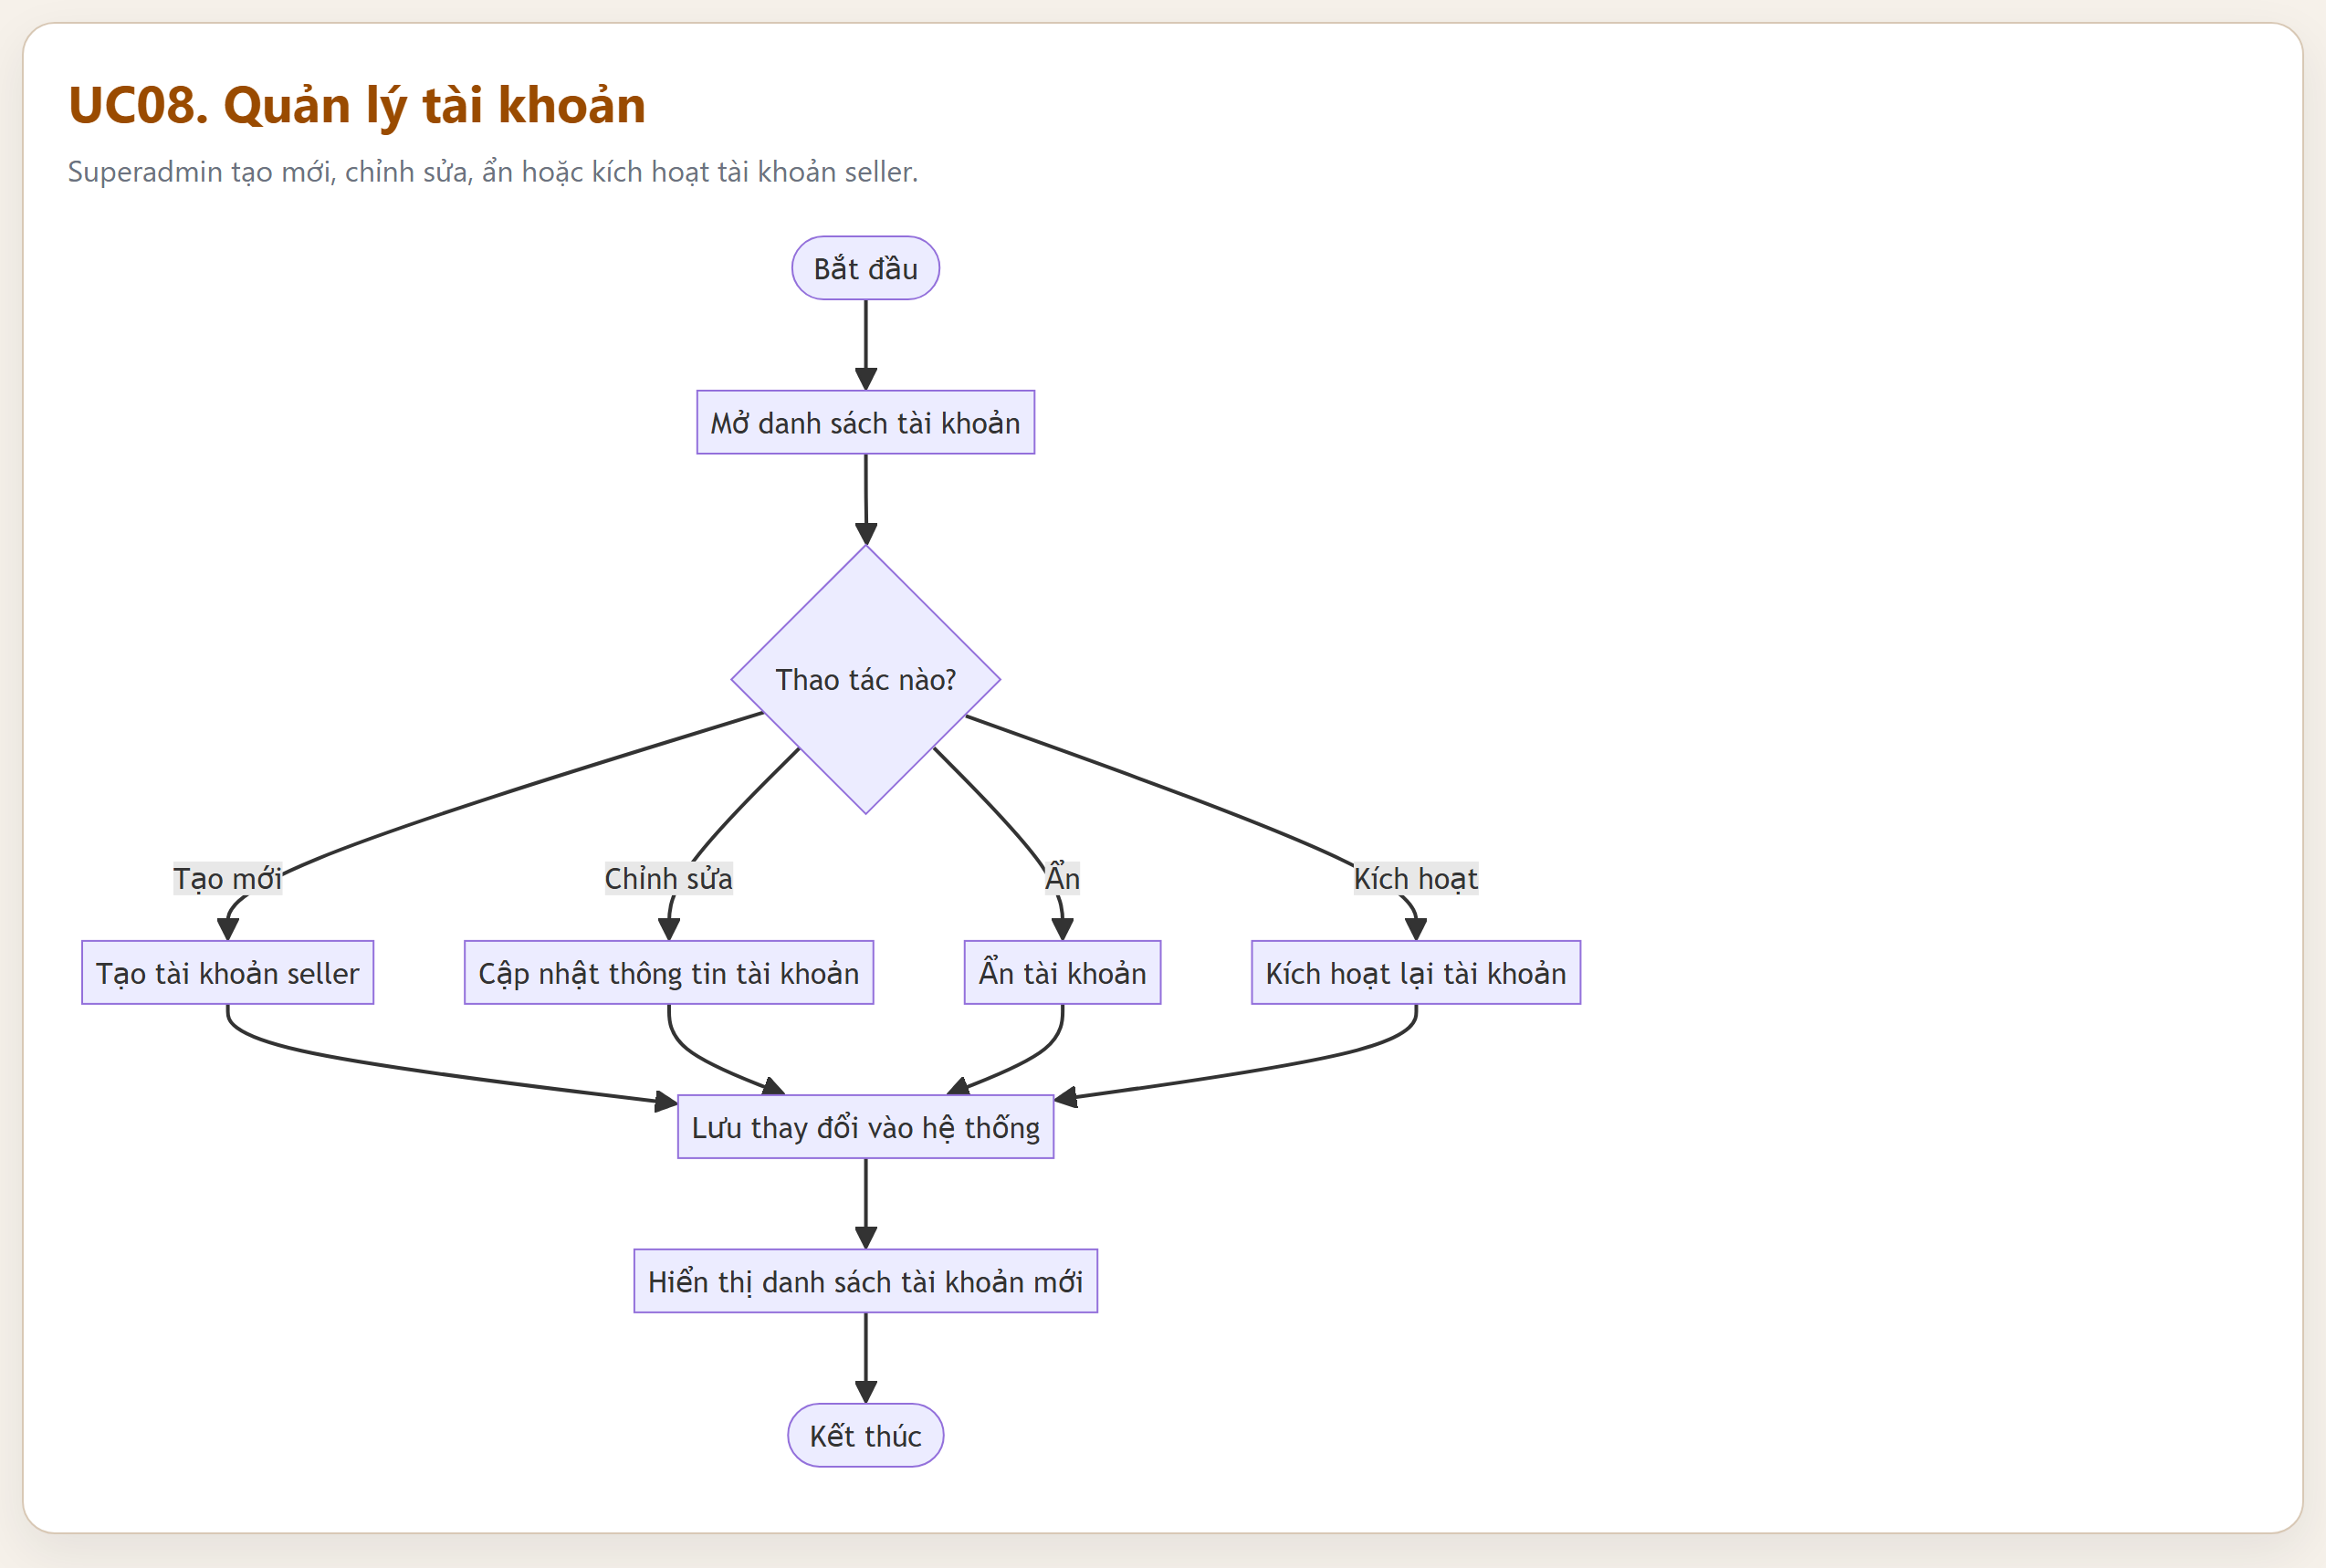 UC08. Quản lý tài khoản
Superadmin tạo mới, chỉnh sửa, ẩn hoặc kích hoạt tài khoản seller.
Bắt đầu
Mở danh sách tài khoản
Thao tác nào?
Tạo mới
Chỉnh sửa
Ẩn
Kích hoạt
Tạo tài khoản seller
Cập nhật thông tin tài khoản
Ẩn tài khoản
Kích hoạt lại tài khoản
Lưu thay đổi vào hệ thống
Hiển thị danh sách tài khoản mới
Kết thúc